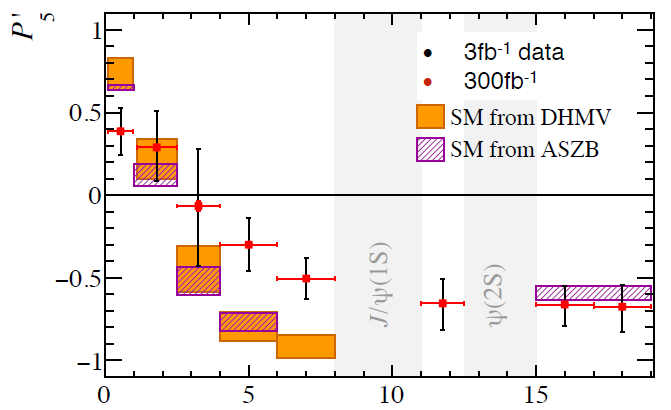 P'5
1
0.5
0
−0.5
−1
3fb-1 data
300fb-1
SM from DHMV
SM from ASZB
J/ψ(1S)
ψ(2S)
0
5
10
15